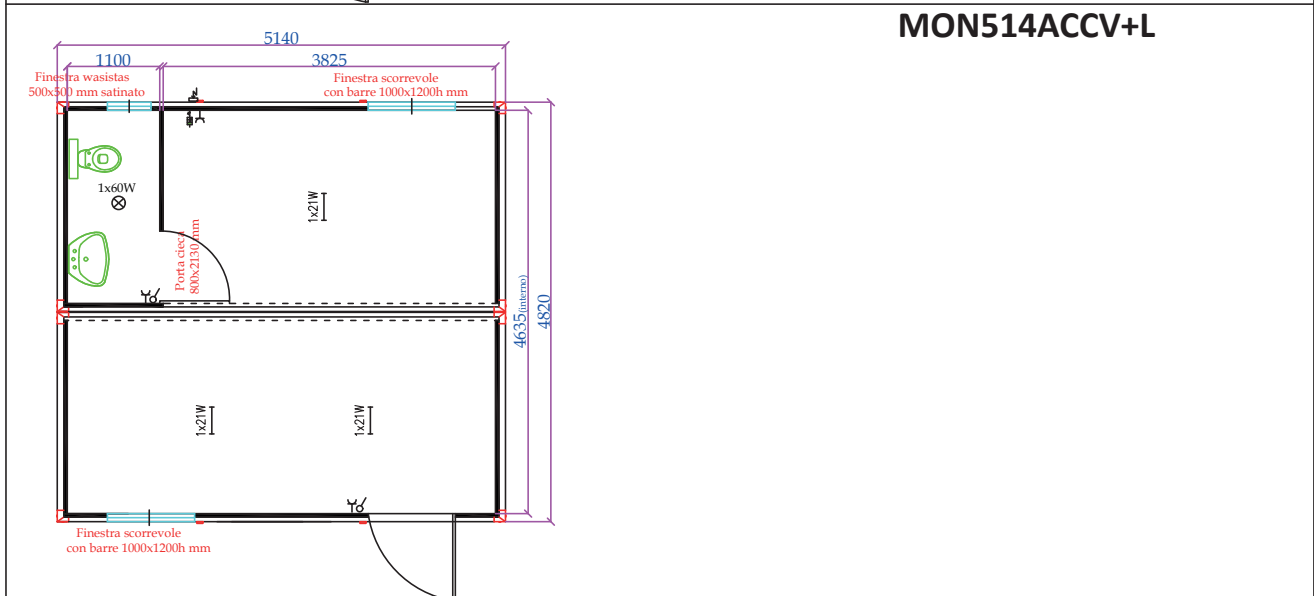 MON514ACCV+L
5140
1100
3825
Finestra wasistas
500x500 mm satinato
Finestra scorrevole
con barre 1000x1200h mm
1x60W
1x21W
Porta cieca
800x2130 mm
4635(interno)
4820
1x21W
1x21W
Finestra scorrevole
con barre 1000x1200h mm